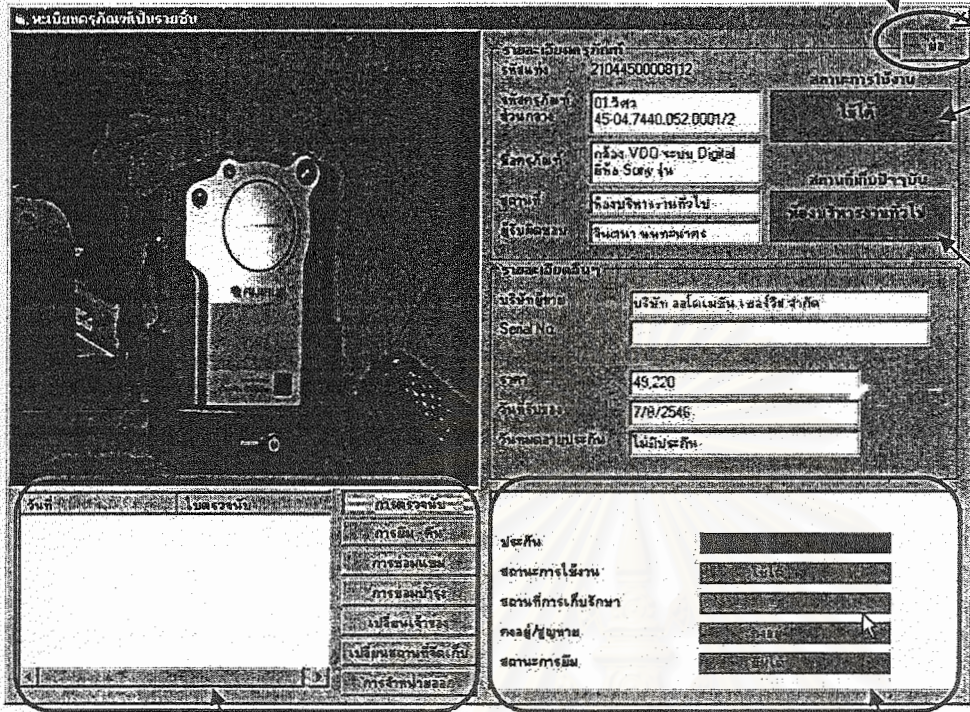 ทะเบียนครุภัณฑ์เป็นรายชิ้น
ย่อ
รายละเอียดครุภัณฑ์
รหัสแท่ง 21044500008112
สถานะการใช้งาน
รหัสครุภัณฑ์ส่วนกลาง
01.วิศว
45-04.7440.052.0001/2
ใช้ได้
ชื่อครุภัณฑ์
กล้อง VDO ระบบ Digital
ยี่ห้อ Sony รุ่น
สถานที่เก็บปัจจุบัน
สถานที่ ห้องบริหารงานทั่วไป
ห้องบริหารงานทั่วไป
ผู้รับผิดชอบ
รายละเอียดอื่นๆ
บริษัทผู้ขาย บริษัท ออโตเมชั่น เซอร์วิส จำกัด
Serial No.
ราคา 49,220
วันที่รับของ 7/8/2546
วันหมดอายุประกัน ไม่มีประกัน
วันที่ ใบตรวจนับ
การตรวจนับ
การยืม-คืน
การซ่อมแซม
การซ่อมบำรุง
เปลี่ยนเจ้าของ
เปลี่ยนสถานที่จัดเก็บ
การจำหน่ายออก
ประกัน
สถานะการใช้งาน ใช้ได้
สถานที่การเก็บรักษา
คงอยู่/สูญหาย คงอยู่
สถานะการยืม ยืมได้